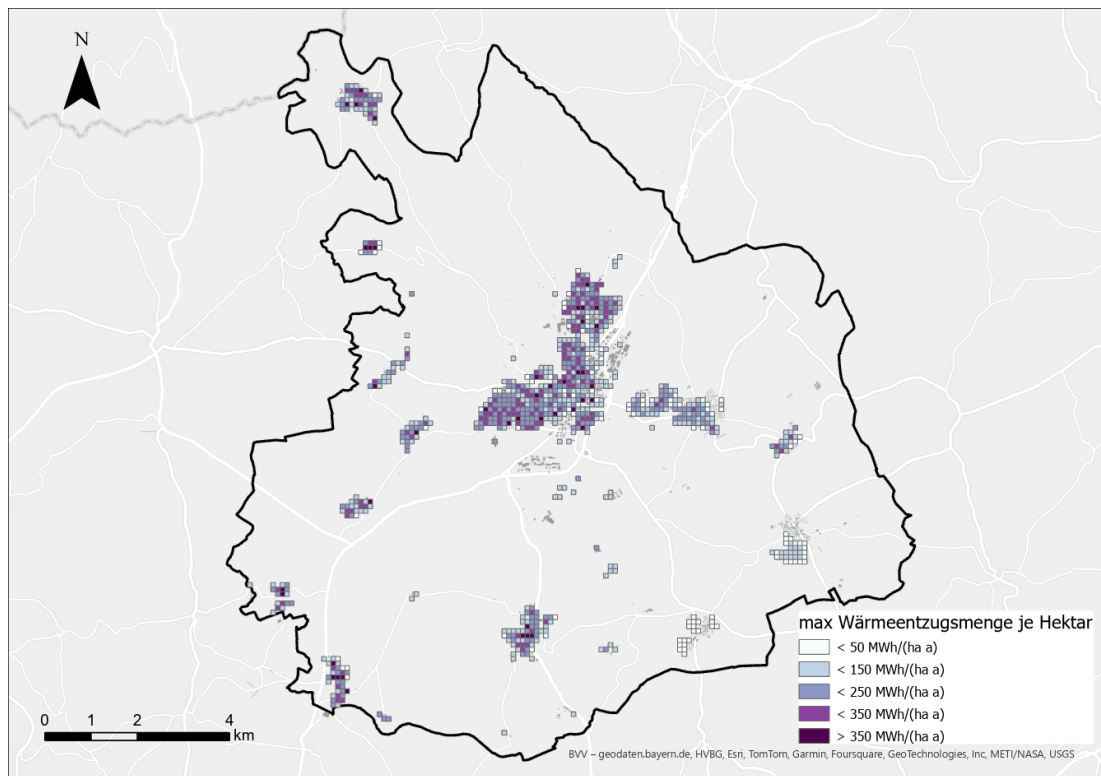 N
max Wärmeentzugsmenge je Hektar
< 50 MWh/(ha a)
< 150 MWh/(ha a)
< 250 MWh/(ha a)
< 350 MWh/(ha a)
> 350 MWh/(ha a)
0 1 2 4
km
BVV – geodaten.bayern.de, HVBG, Esri, TomTom, Garmin, Foursquare, GeoTechnologies, Inc, METI/NASA, USGS